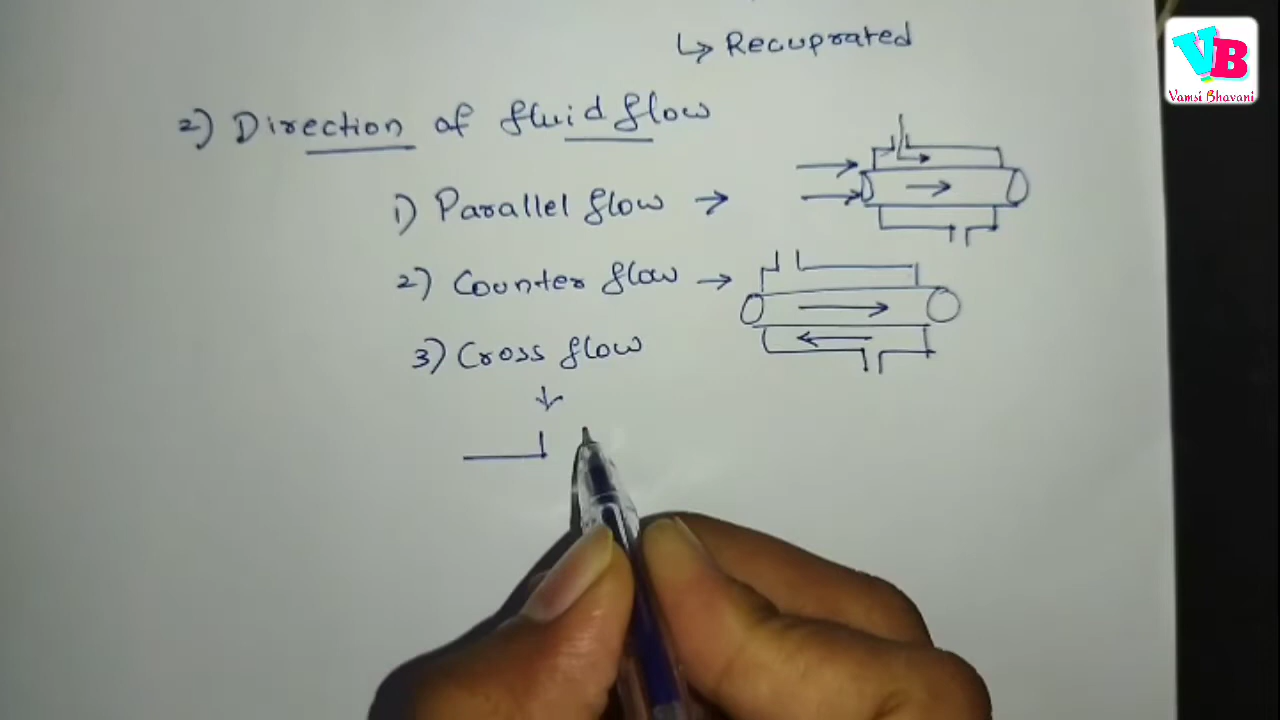 ↳ Recuprated
2) Direction of fluid flow
1) Parallel flow →
2) Counter flow →
3) Cross flow
↓
VB
Vamsi Bhavani